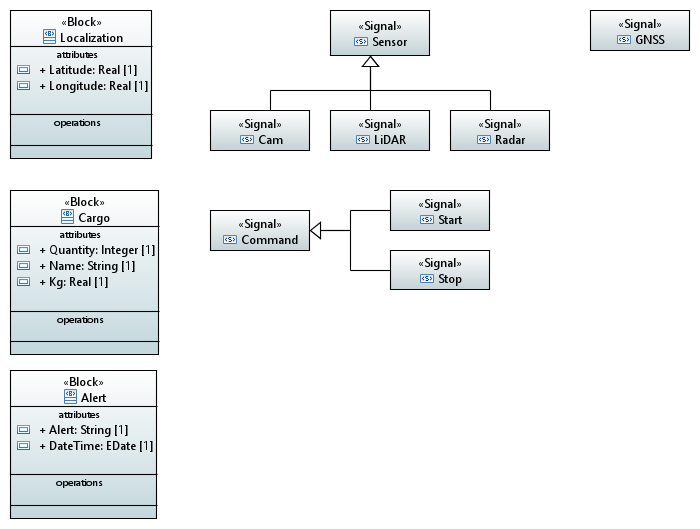 «Block»
Localization
attributes
+ Latitude: Real [1]
+ Longitude: Real [1]
operations
«Signal»
Sensor
«Signal»
GNSS
«Signal»
Cam
«Signal»
LiDAR
«Signal»
Radar
«Block»
Cargo
attributes
+ Quantity: Integer [1]
+ Name: String [1]
+ Kg: Real [1]
operations
«Signal»
Command
«Signal»
Start
«Signal»
Stop
«Block»
Alert
attributes
+ Alert: String [1]
+ DateTime: EDate [1]
operations